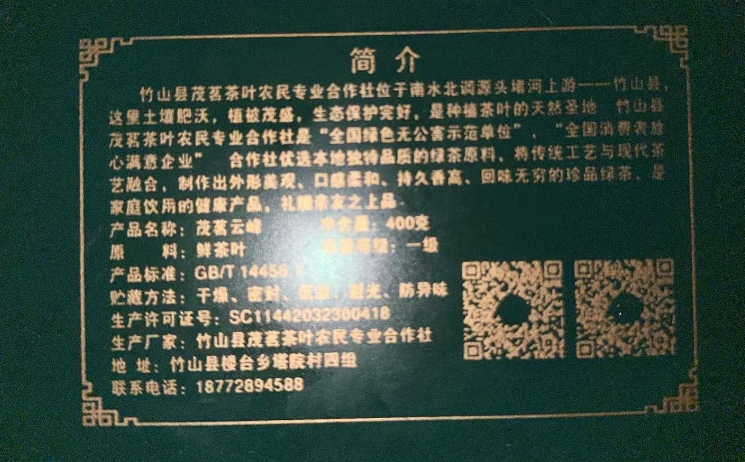 简介
竹山县茂茗茶叶农民专业合作社位于南水北调源头堵河上游——竹山县，
这里土壤肥沃，植被茂盛，生态保护完好，是种植茶叶的天然圣地 竹山县
茂茗茶叶农民专业合作社是“全国绿色无公害示范单位”，“全国消费者放
心满意企业” 合作社优选本地独特品质的绿茶原料，将传统工艺与现代茶
艺融合，制作出外形美观、口感柔和、持久香高、回味无穷的珍品绿茶、是
家庭饮用的健康产品，礼赠亲友之上品
产品名称：茂茗云峰 净含量：400克
原 料：鲜茶叶 一级
产品标准：GB/T 14456
贮藏方法：干燥、密封、避光、防异味
生产许可证号：SC11442032300418
生产厂家：竹山县茂茗茶叶农民专业合作社
地 址：竹山县楼台乡塔院村四组
联系电话：18772894588